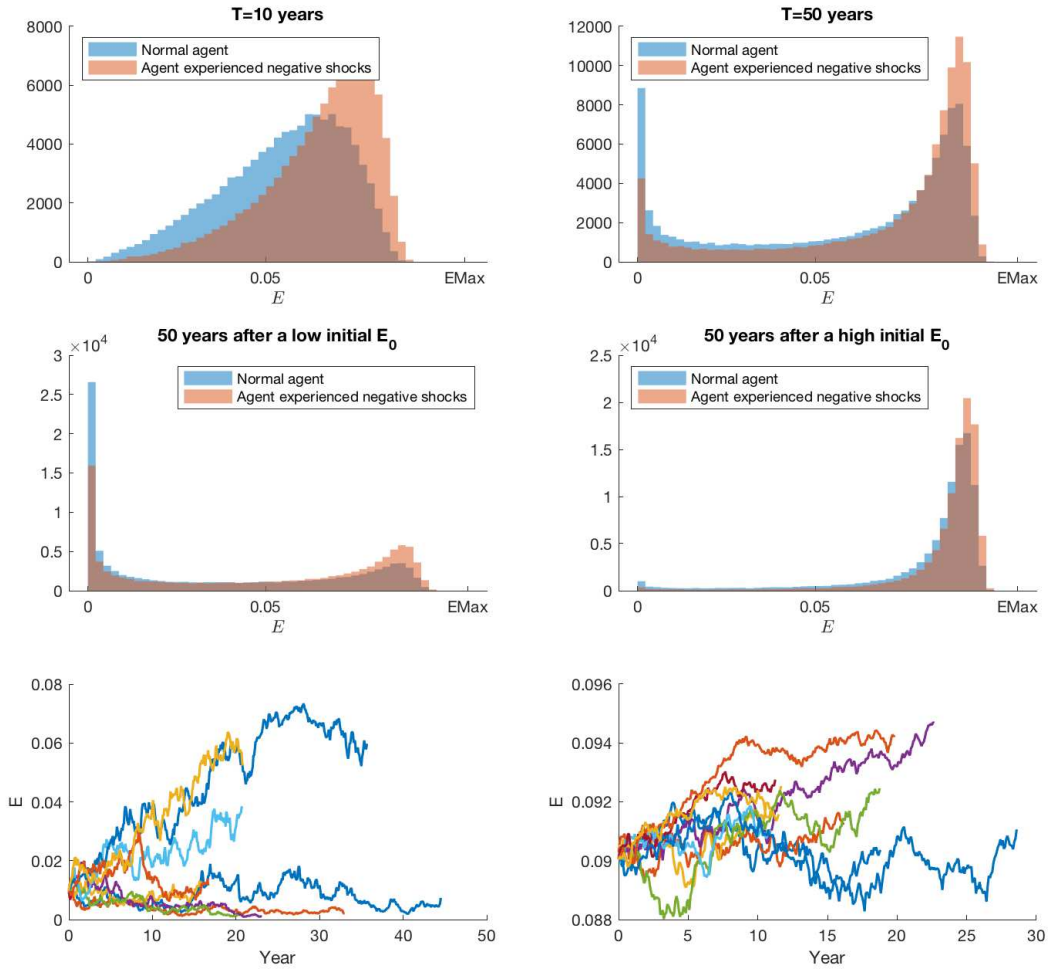 T=10 years
8000
6000
4000
2000
0
Normal agent
Agent experienced negative shocks
0 0.05 EMax
E
T=50 years
12000
10000
8000
6000
4000
2000
0
Normal agent
Agent experienced negative shocks
0 0.05 EMax
E
50 years after a low initial E₀
×10⁴
3
2.5
2
1.5
1
0.5
0
Normal agent
Agent experienced negative shocks
0 0.05 EMax
E
50 years after a high initial E₀
×10⁴
2.5
2
1.5
1
0.5
0
Normal agent
Agent experienced negative shocks
0 0.05 EMax
E
0.08
0.06
E
0.04
0.02
0
0 10 20 30 40 50
Year
0.096
0.094
E
0.092
0.09
0.088
0 5 10 15 20 25 30
Year